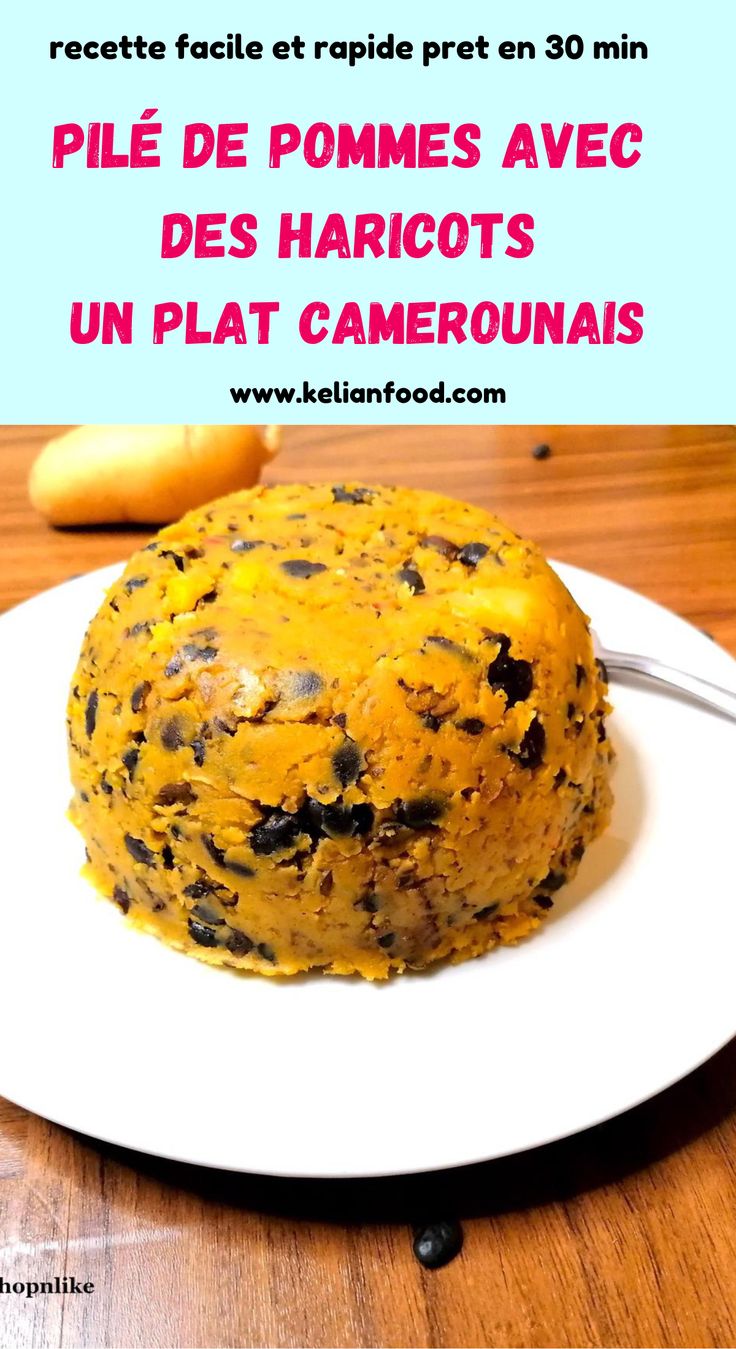 recette facile et rapide pret en 30 min
PILÉ DE POMMES AVEC
DES HARICOTS
UN PLAT CAMEROUNAIS
www.kelianfood.com
hopnlike